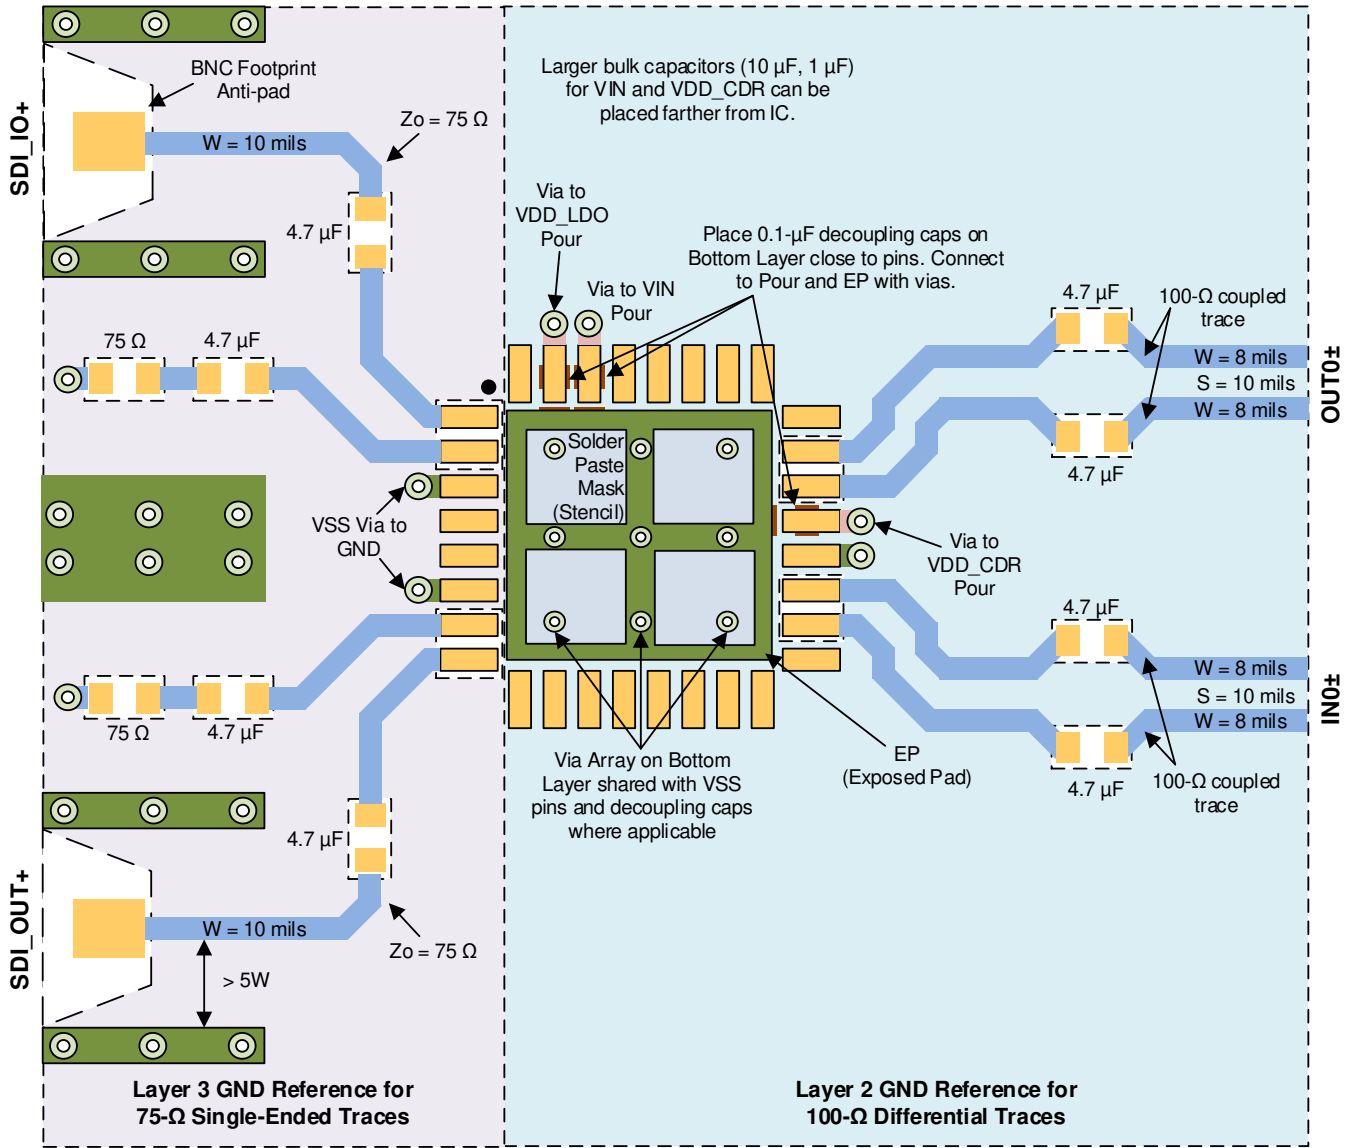 SDI_IO+
BNC Footprint
Anti-pad
W = 10 mils
Zo = 75 Ω
4.7 µF
75 Ω
4.7 µF
Larger bulk capacitors (10 µF, 1 µF)
for VIN and VDD_CDR can be
placed farther from IC.
Via to
VDD_LDO
Pour
Via to VIN
Pour
Place 0.1-µF decoupling caps on
Bottom Layer close to pins. Connect
to Pour and EP with vias.
4.7 µF
100-Ω coupled
trace
W = 8 mils
S = 10 mils
W = 8 mils
4.7 µF
OUT0±
Solder
Paste
Mask
(Stencil)
VSS Via to
GND
Via to
VDD_CDR
Pour
4.7 µF
W = 8 mils
S = 10 mils
W = 8 mils
4.7 µF
100-Ω coupled
trace
IN0±
75 Ω
4.7 µF
Via Array on Bottom
Layer shared with VSS
pins and decoupling caps
where applicable
EP
(Exposed Pad)
4.7 µF
SDI_OUT+
W = 10 mils
Zo = 75 Ω
> 5W
Layer 3 GND Reference for
75-Ω Single-Ended Traces
Layer 2 GND Reference for
100-Ω Differential Traces